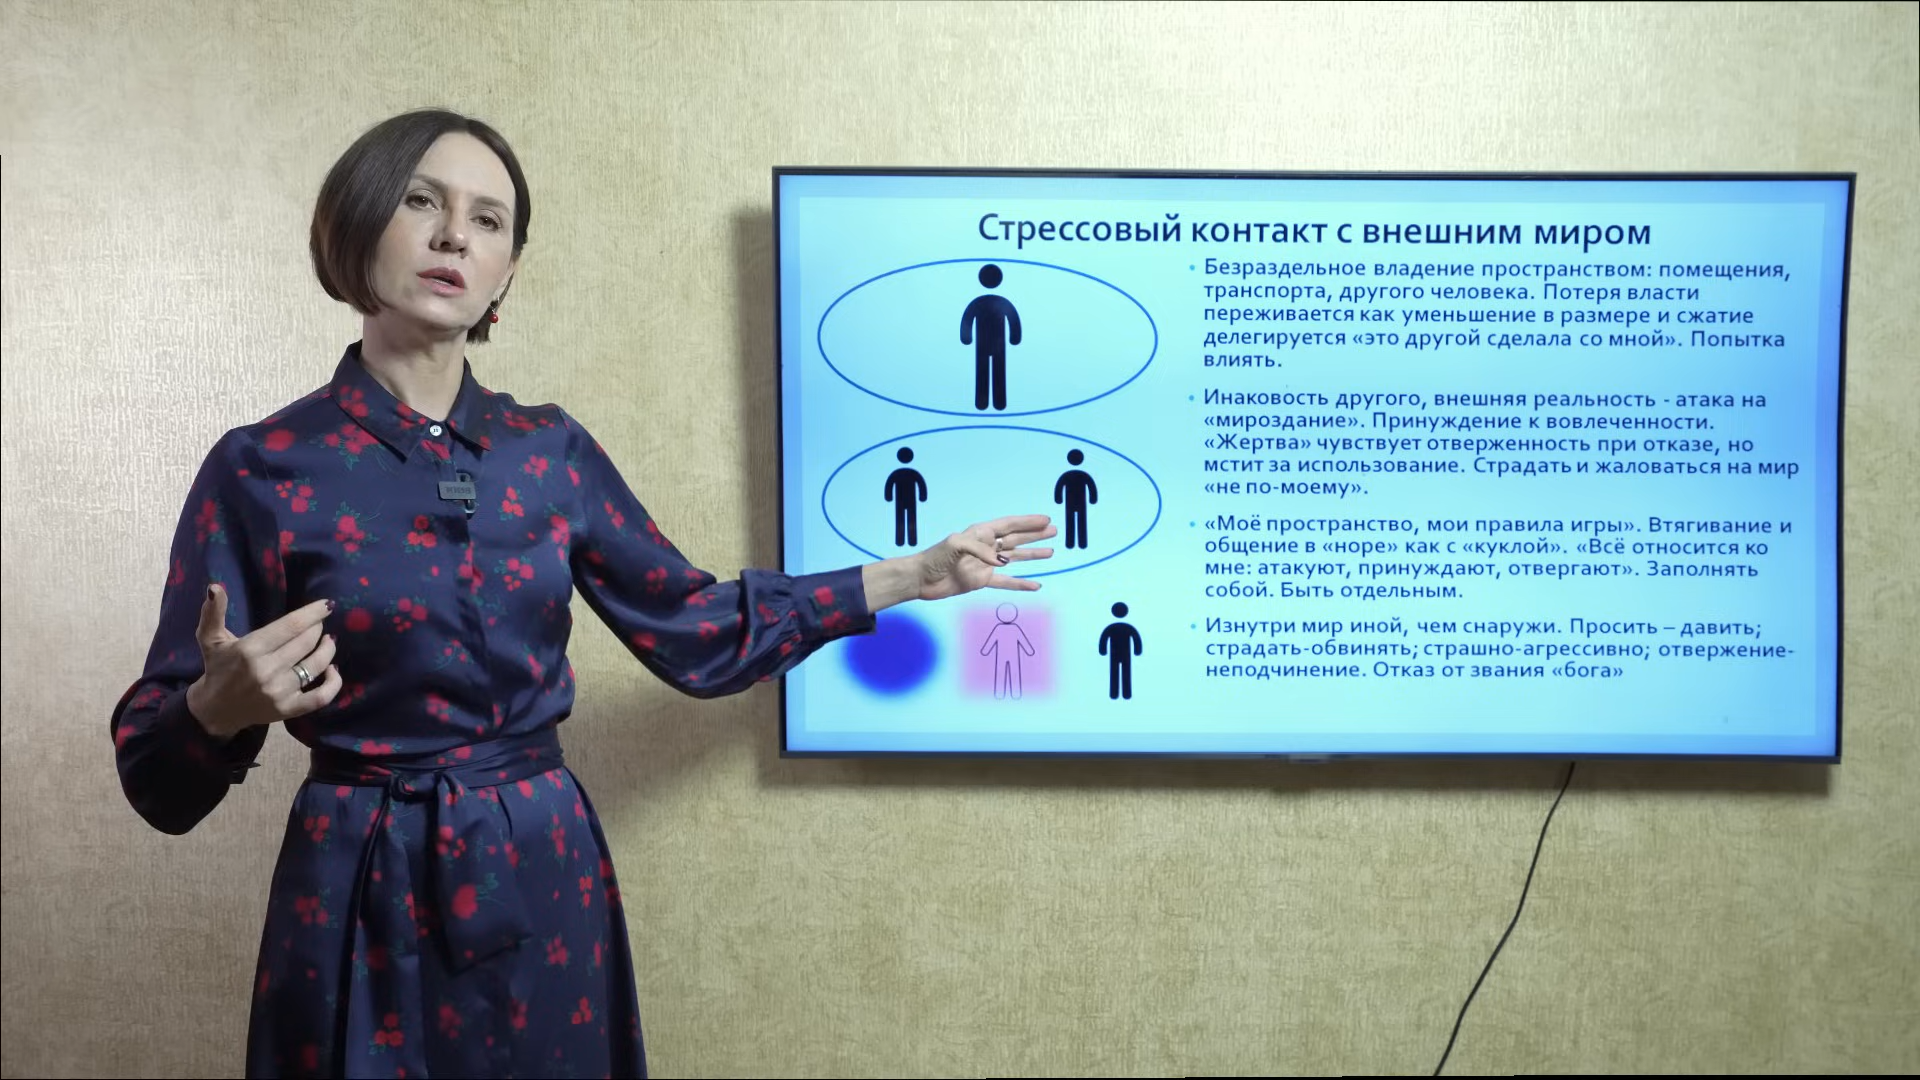 Стрессовый контакт с внешним миром
• Безраздельное владение пространством: помещения,
транспорта, другого человека. Потеря власти
переживается как уменьшение в размере и сжатие
делегируется «это другой сделала со мной». Попытка
влиять.
• Инаковость другого, внешняя реальность - атака на
«мироздание». Принуждение к вовлеченности.
«Жертва» чувствует отверженность при отказе, но
мстит за использование. Страдать и жаловаться на мир
«не по-моему».
• «Моё пространство, мои правила игры». Втягивание и
общение в «норе» как с «куклой». «Всё относится ко
мне: атакуют, принуждают, отвергают». Заполнять
собой. Быть отдельным.
• Изнутри мир иной, чем снаружи. Просить – давить;
страдать-обвинять; страшно-агрессивно; отвержение-
неподчинение. Отказ от звания «бога»